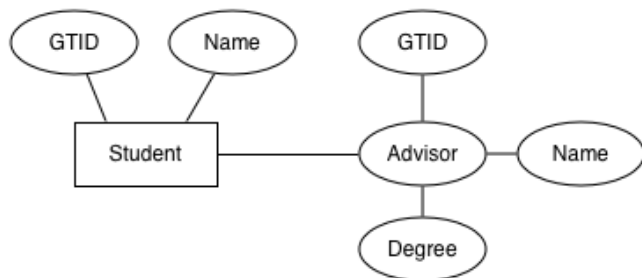 GTID
Name
GTID
Student
Advisor
Name
Degree